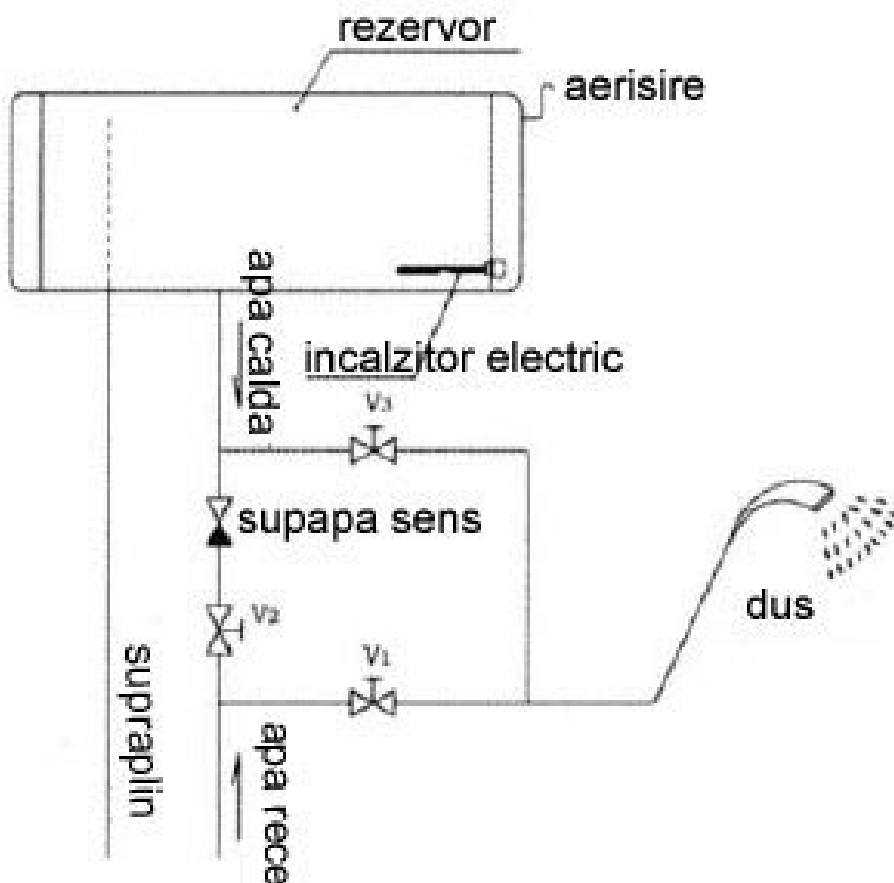 rezervor
aerisire
apa calda
incalzitor electric
V3
supapa sens
V2
dus
V1
supraplin
apa rece